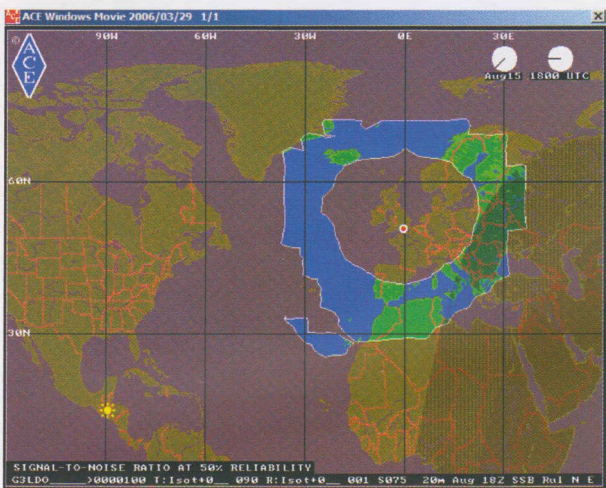 ACE Windows Movie 2006/03/29 1/1
© 90W 60W 30W 0E 30E
ACE
Aug15 1800 UTC
60N
30N
SIGNAL-TO-NOISE RATIO AT 50% RELIABILITY
G3LDO_____>0000100 T:Isot+0__ 090 R:Isot+0__ 001 S075 20m Aug 18Z SSB Rul N E